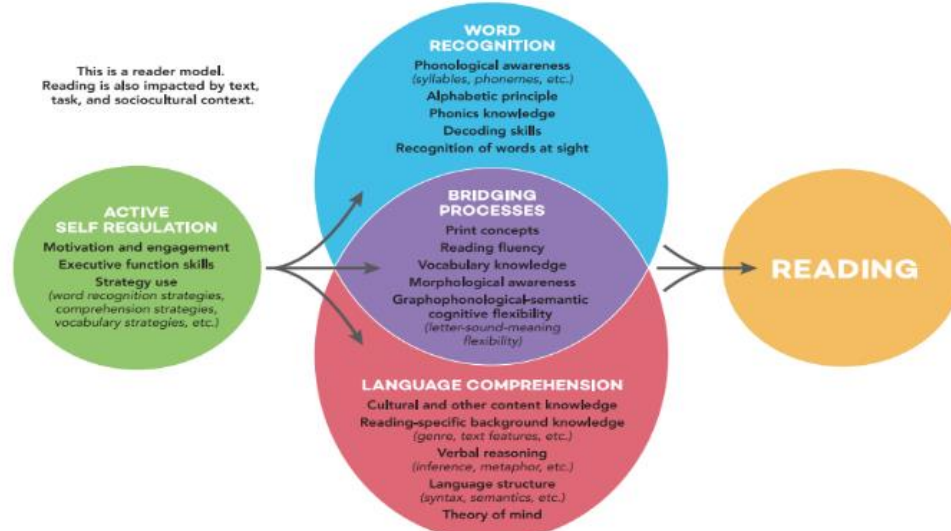 This is a reader model.
Reading is also impacted by text,
task, and sociocultural context.
ACTIVE
SELF REGULATION
Motivation and engagement
Executive function skills
Strategy use
(word recognition strategies,
comprehension strategies,
vocabulary strategies, etc.)
WORD
RECOGNITION
Phonological awareness
(syllables, phonemes, etc.)
Alphabetic principle
Phonics knowledge
Decoding skills
Recognition of words at sight
BRIDGING
PROCESSES
Print concepts
Reading fluency
Vocabulary knowledge
Morphological awareness
Graphophonological-semantic
cognitive flexibility
(letter-sound-meaning
flexibility)
LANGUAGE COMPREHENSION
Cultural and other content knowledge
Reading-specific background knowledge
(genre, text features, etc.)
Verbal reasoning
(inference, metaphor, etc.)
Language structure
(syntax, semantics, etc.)
Theory of mind
READING